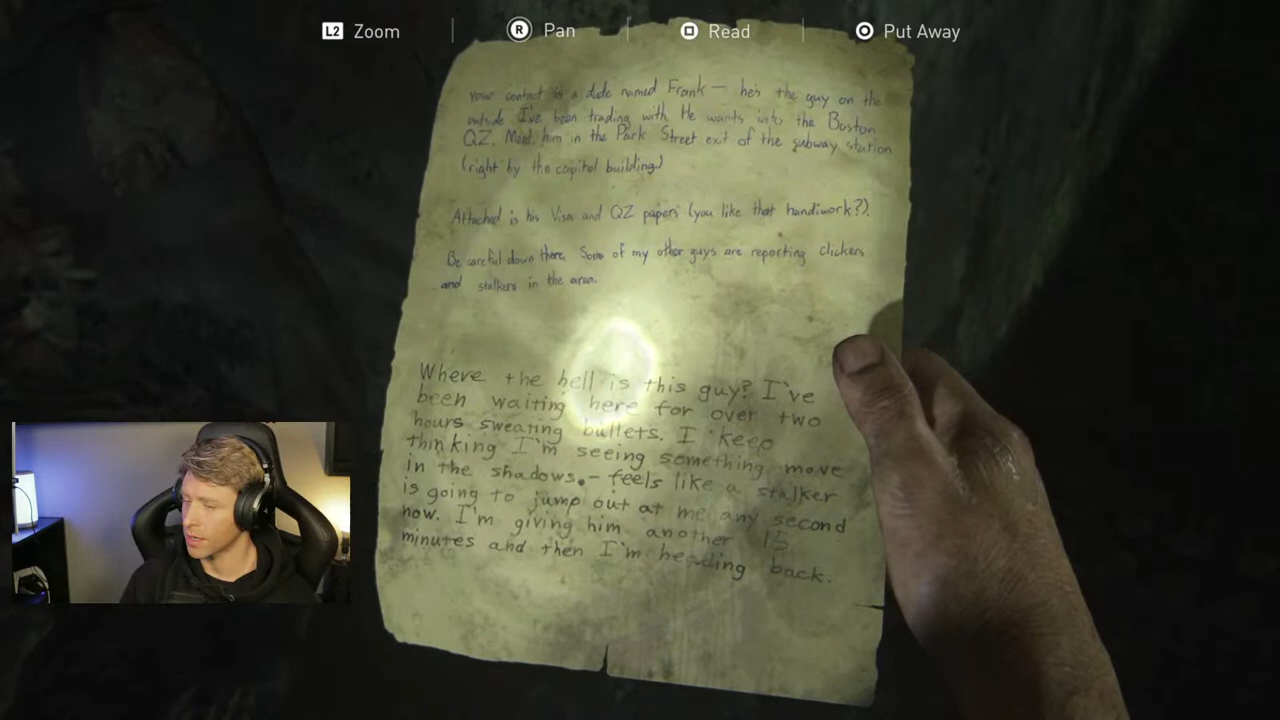 L2 Zoom R Pan Read Put Away
your contact is a dude named Frank — he's the guy on the
outside I've been trading with. He wants into the Boston
QZ. Meet him in the Park Street exit of the subway station
(right by the capitol building)
Attached is his Visa and QZ papers (you like that handiwork?).
Be careful down there. Some of my other guys are reporting clickers
and stalkers in the area.
Where the hell is this guy? I've
been waiting here for over two
hours sweating bullets. I keep
thinking I'm seeing something move
in the shadows. - feels like a stalker
is going to jump out at me any second
now. I'm giving him another 15
minutes and then I'm heading back.